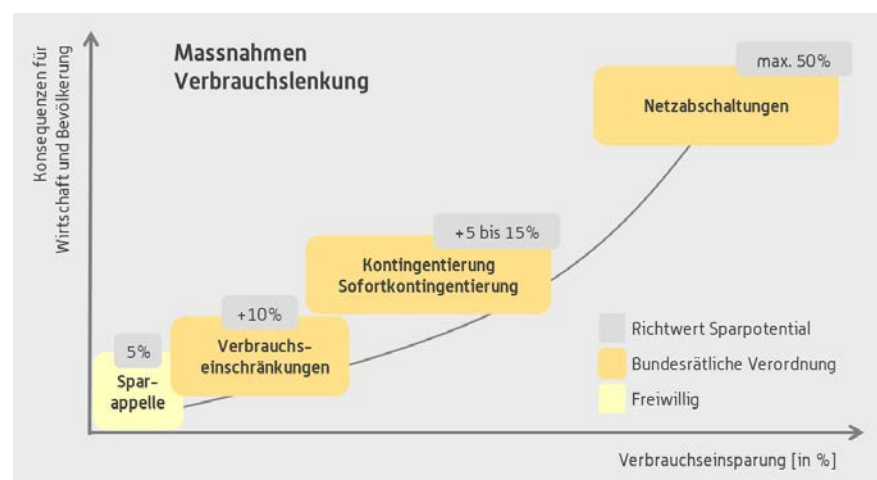 Massnahmen
Verbrauchslenkung
Konsequenzen für
Wirtschaft und Bevölkerung
max. 50%
Netzabschaltungen
+5 bis 15%
Kontingentierung
Sofortkontingentierung
+10%
Verbrauchs-
einschränkungen
5%
Spar-
appelle
Richtwert Sparpotential
Bundesrätliche Verordnung
Freiwillig
Verbrauchseinsparung [in %]